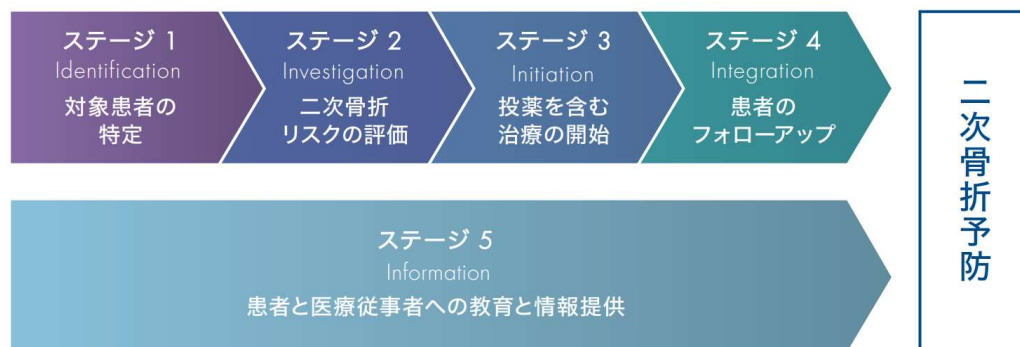 ステージ 1
Identification
対象患者の
特定
ステージ 2
Investigation
二次骨折
リスクの評価
ステージ 3
Initiation
投薬を含む
治療の開始
ステージ 4
Integration
患者の
フォローアップ
ステージ 5
Information
患者と医療従事者への教育と情報提供
二次骨折予防